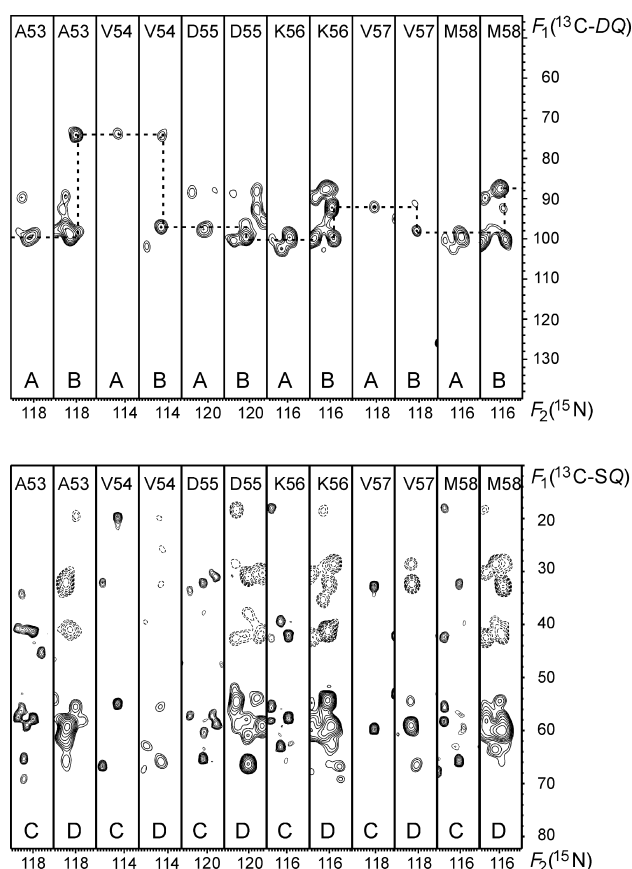 A53 A53 V54 V54 D55 D55 K56 K56 V57 V57 M58 M58 F₁(¹³C-DQ)
60
70
80
90
100
110
120
130
A B A B A B A B A B A B
118 118 114 114 120 120 116 116 118 118 116 116 F₂(¹⁵N)
A53 A53 V54 V54 D55 D55 K56 K56 V57 V57 M58 M58 F₁(¹³C-SQ)
20
30
40
50
60
70
80
C D C D C D C D C D C D
118 118 114 114 120 120 116 116 118 118 116 116 F₂(¹⁵N)